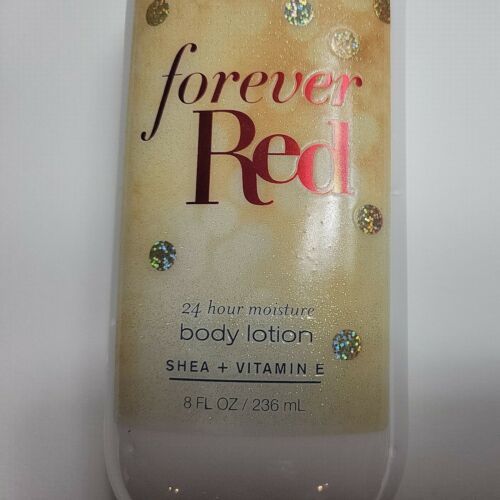 forever
Red
24 hour moisture
body lotion
SHEA + VITAMIN E
8 FL OZ / 236 mL